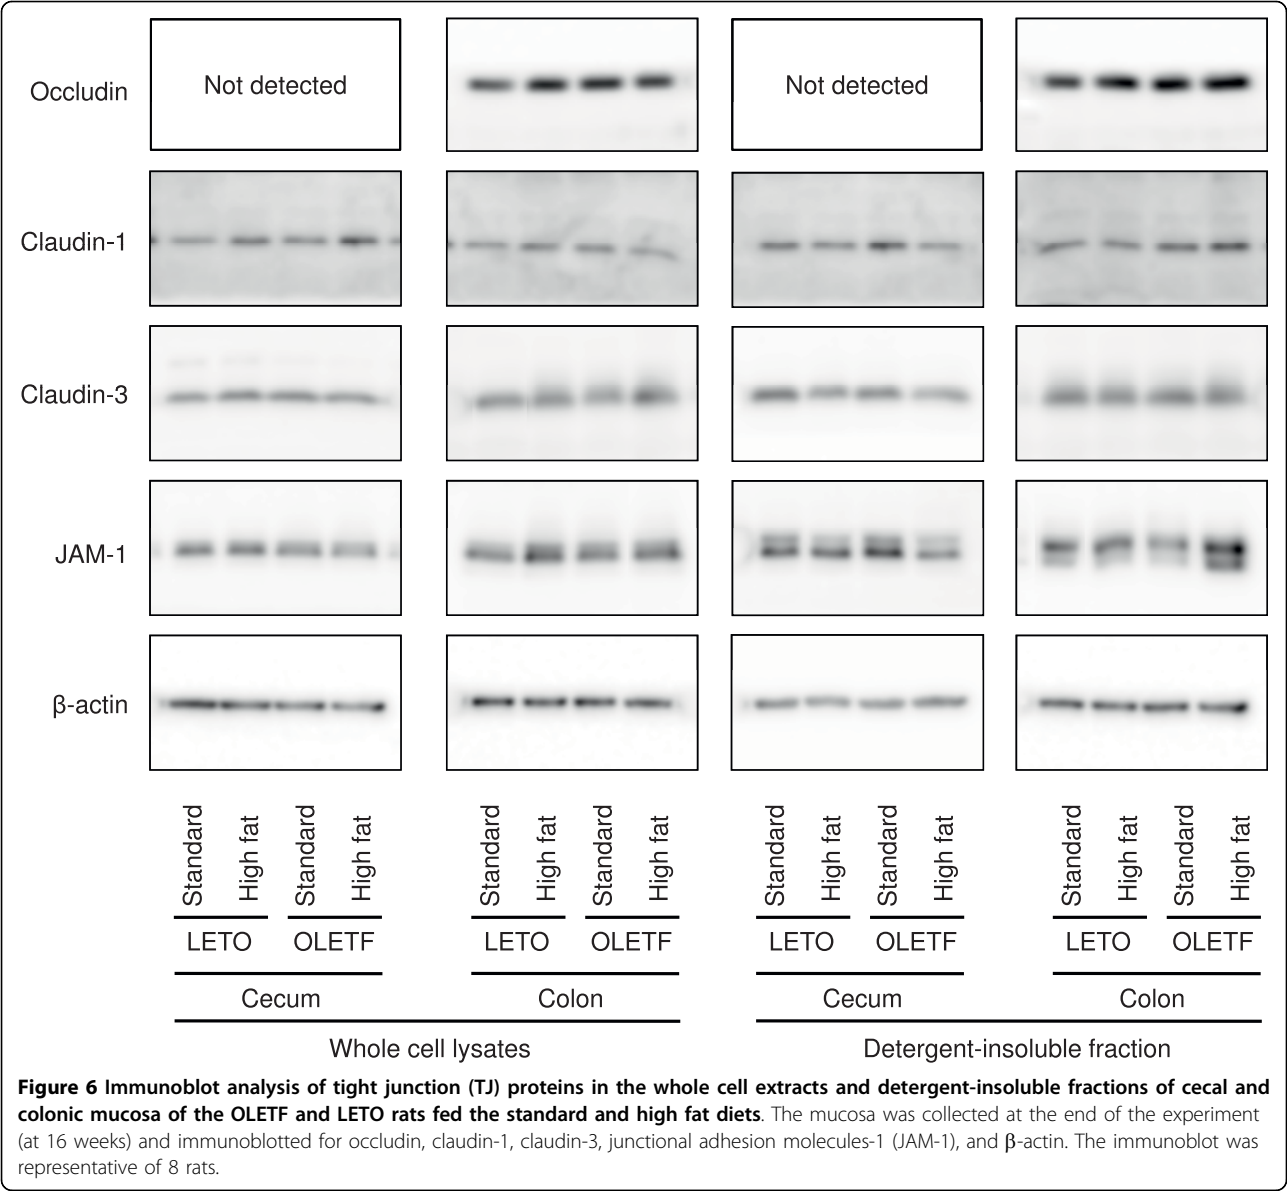 Occludin
Not detected
Not detected
Claudin-1
Claudin-3
JAM-1
β-actin
Standard High fat Standard High fat Standard High fat Standard High fat Standard High fat Standard High fat Standard High fat Standard High fat
LETO OLETF LETO OLETF LETO OLETF LETO OLETF
Cecum Colon Cecum Colon
Whole cell lysates Detergent-insoluble fraction
Figure 6 Immunoblot analysis of tight junction (TJ) proteins in the whole cell extracts and detergent-insoluble fractions of cecal and
colonic mucosa of the OLETF and LETO rats fed the standard and high fat diets. The mucosa was collected at the end of the experiment
(at 16 weeks) and immunoblotted for occludin, claudin-1, claudin-3, junctional adhesion molecules-1 (JAM-1), and β-actin. The immunoblot was
representative of 8 rats.